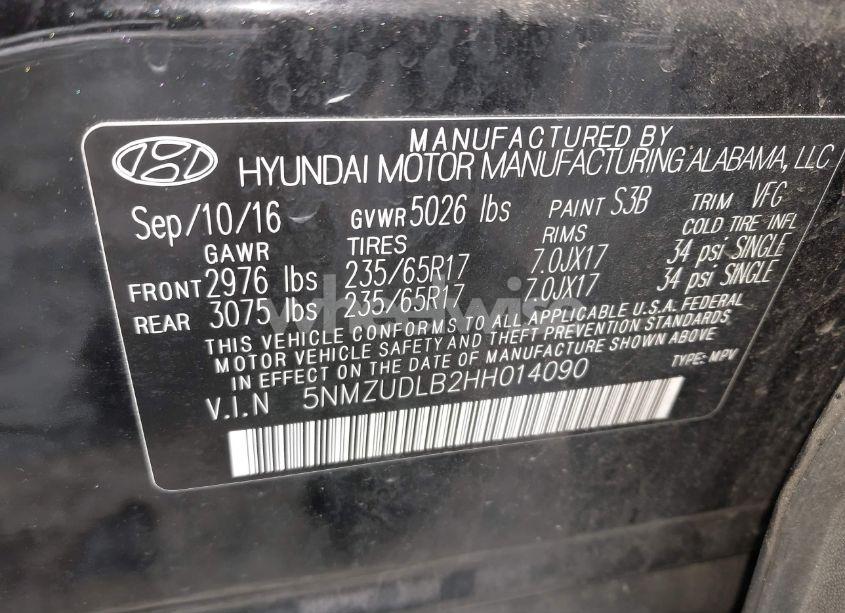 MANUFACTURED BY
HYUNDAI MOTOR MANUFACTURING ALABAMA, LLC
Sep/10/16 GVWR 5026 lbs PAINT S3B TRIM VFG
GAWR TIRES RIMS COLD TIRE INFL
FRONT 2976 lbs 235/65R17 7.0JX17 34 psi SINGLE
REAR 3075 lbs 235/65R17 7.0JX17 34 psi SINGLE
THIS VEHICLE CONFORMS TO ALL APPLICABLE U.S.A. FEDERAL
MOTOR VEHICLE SAFETY AND THEFT PREVENTION STANDARDS
IN EFFECT ON THE DATE OF MANUFACTURE SHOWN ABOVE
V.I.N 5NMZUDLB2HH014090 TYPE: MPV
wheelwise